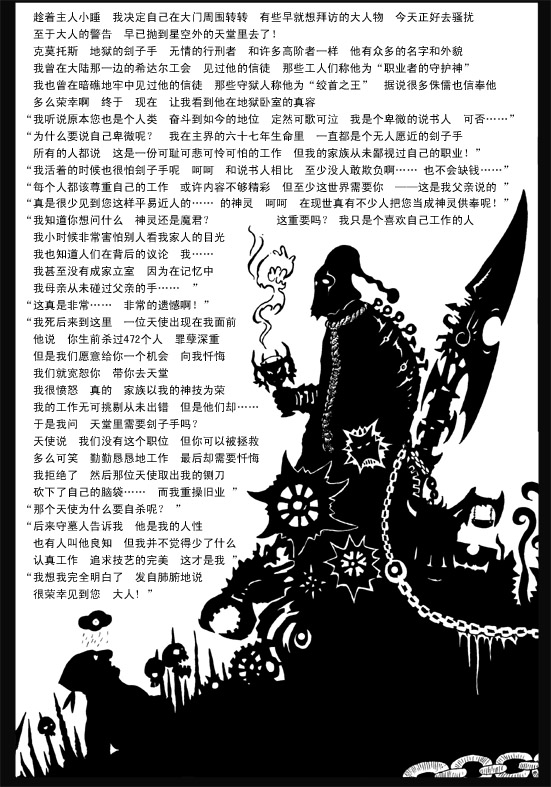 趁着主人小睡　我决定自己在大门周围转转　有些早就想拜访的大人物　今天正好去骚扰
至于大人的警告　早已抛到星空外的天堂里去了！
克莫托斯　地狱的刽子手　无情的行刑者　和许多高阶者一样　他有众多的名字和外貌
我曾在大陆那一边的希达尔工会　见过他的信徒　那些工人们称他为“职业者的守护神”
我也曾在暗礁地牢中见过他的信徒　那些守狱人称他为“绞首之王”　据说很多侏儒也信奉他
多么荣幸啊　终于　现在　让我看到他在地狱卧室的真容
“我听说原本您也是个人类　奋斗到如今的地位　定然可歌可泣　我是个卑微的说书人　可否……”
“为什么要说自己卑微呢？　我在主界的六十七年生命里　一直都是个无人愿近的刽子手
所有的人都说　这是一份可耻可悲可怜可怕的工作　但我的家族从未鄙视过自己的职业！”
“我活着的时候也很怕刽子手呢　呵呵　和说书人相比　至少没人敢欺负啊…… 也不会缺钱……”
“每个人都该尊重自己的工作　或许内容不够精彩　但至少这世界需要你　——这是我父亲说的 ”
“真是很少见到您这样平易近人的…… 的神灵　呵呵　在现世真有不少人把您当成神灵供奉呢！”
“我知道你想问什么　神灵还是魔君？　这重要吗？ 我只是个喜欢自己工作的人
我小时候非常害怕别人看我家人的目光
我也知道人们在背后的议论　我……
我甚至没有成家立室　因为在记忆中
我母亲从未碰过父亲的手……　”
“这真是非常……　非常的遗憾啊！”
“我死后来到这里　一位天使出现在我面前
他说　你生前杀过472个人　罪孽深重
但是我们愿意给你一个机会　向我忏悔
我们就宽恕你　带你去天堂
我很愤怒　真的　家族以我的神技为荣
我的工作无可挑剔从未出错　但是他们却……
于是我问　天堂里需要刽子手吗？
天使说　我们没有这个职位　但你可以被拯救
多么可笑　勤勤恳恳地工作　最后却需要忏悔
我拒绝了　然后那位天使取出我的铡刀
砍下了自己的脑袋……　而我重操旧业 ”
“那个天使为什么要自杀呢？ ”
“后来守墓人告诉我　他是我的人性
也有人叫他良知　但我并不觉得少了什么
认真工作　追求技艺的完美　这才是我 ”
“我想我完全明白了　发自肺腑地说
很荣幸见到您　大人！”